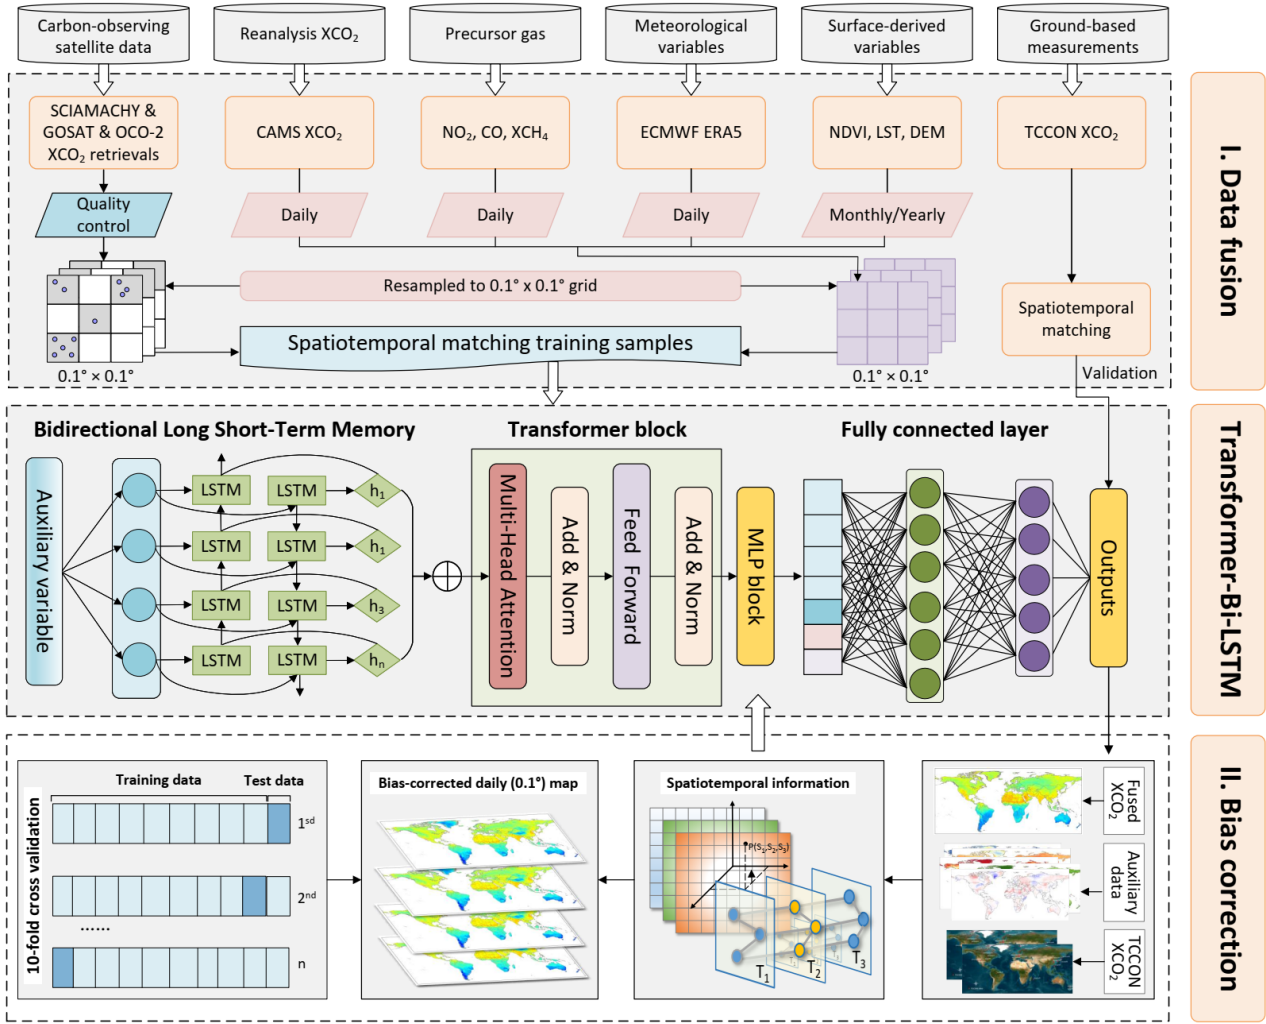 Carbon-observing
satellite data
Reanalysis XCO₂
Precursor gas
Meteorological
variables
Surface-derived
variables
Ground-based
measurements
SCIAMACHY &
GOSAT & OCO-2
XCO₂ retrievals
CAMS XCO₂
NO₂, CO, XCH₄
ECMWF ERA5
NDVI, LST, DEM
TCCON XCO₂
Quality
control
Daily
Daily
Daily
Monthly/Yearly
Resampled to 0.1° x 0.1° grid
Spatiotemporal
matching
Spatiotemporal matching training samples
0.1° × 0.1°
0.1° × 0.1°
Validation
I. Data fusion
Bidirectional Long Short-Term Memory
Transformer block
Fully connected layer
Auxiliary variable
LSTM
LSTM
h₁
LSTM
LSTM
h₁
LSTM
LSTM
h₃
LSTM
LSTM
hₙ
Multi-Head Attention
Add & Norm
Feed Forward
Add & Norm
MLP block
Outputs
Transformer-Bi-LSTM
10-fold cross validation
Training data
Test data
1ˢᵈ
2ⁿᵈ
......
n
Bias-corrected daily (0.1°) map
Spatiotemporal information
P(S₁,S₂,S₃)
T₁
T₂
T₃
Fused
XCO₂
Auxiliary
data
TCCON
XCO₂
II. Bias correction